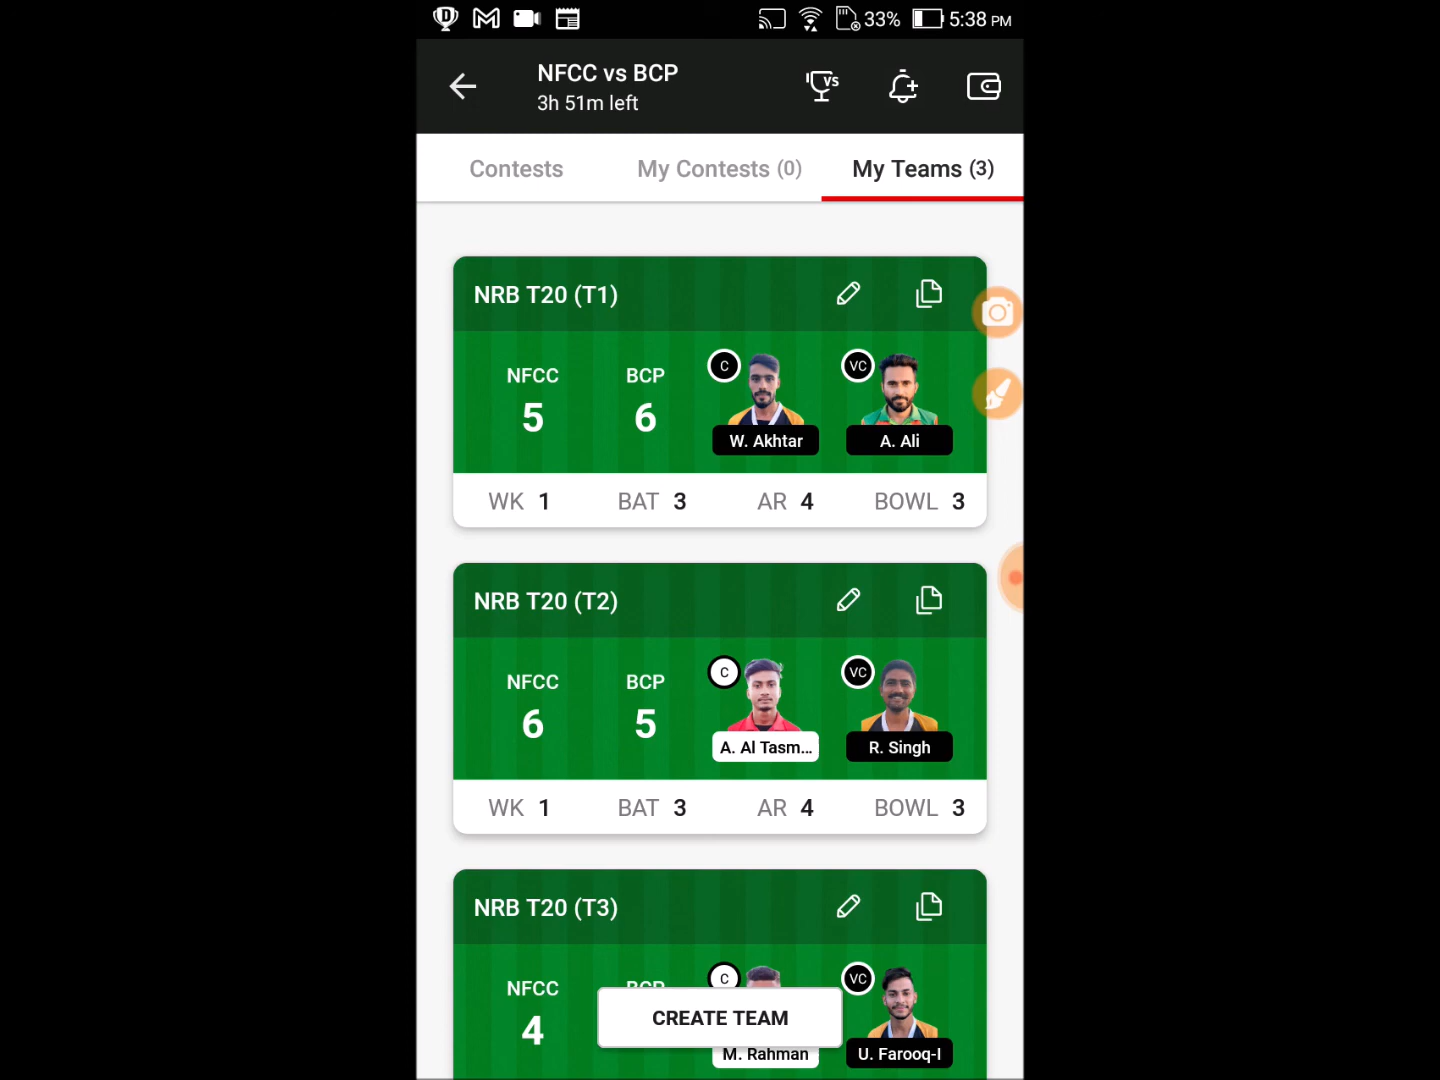 33% 5:38 PM
NFCC vs BCP
3h 51m left
VS
Contests My Contests (0) My Teams (3)
NRB T20 (T1)
NFCC BCP C VC
5 6
W. Akhtar A. Ali
WK 1 BAT 3 AR 4 BOWL 3
NRB T20 (T2)
NFCC BCP C VC
6 5
A. Al Tasm... R. Singh
WK 1 BAT 3 AR 4 BOWL 3
NRB T20 (T3)
C VC
NFCC BCP
4
CREATE TEAM
M. Rahman U. Farooq-I